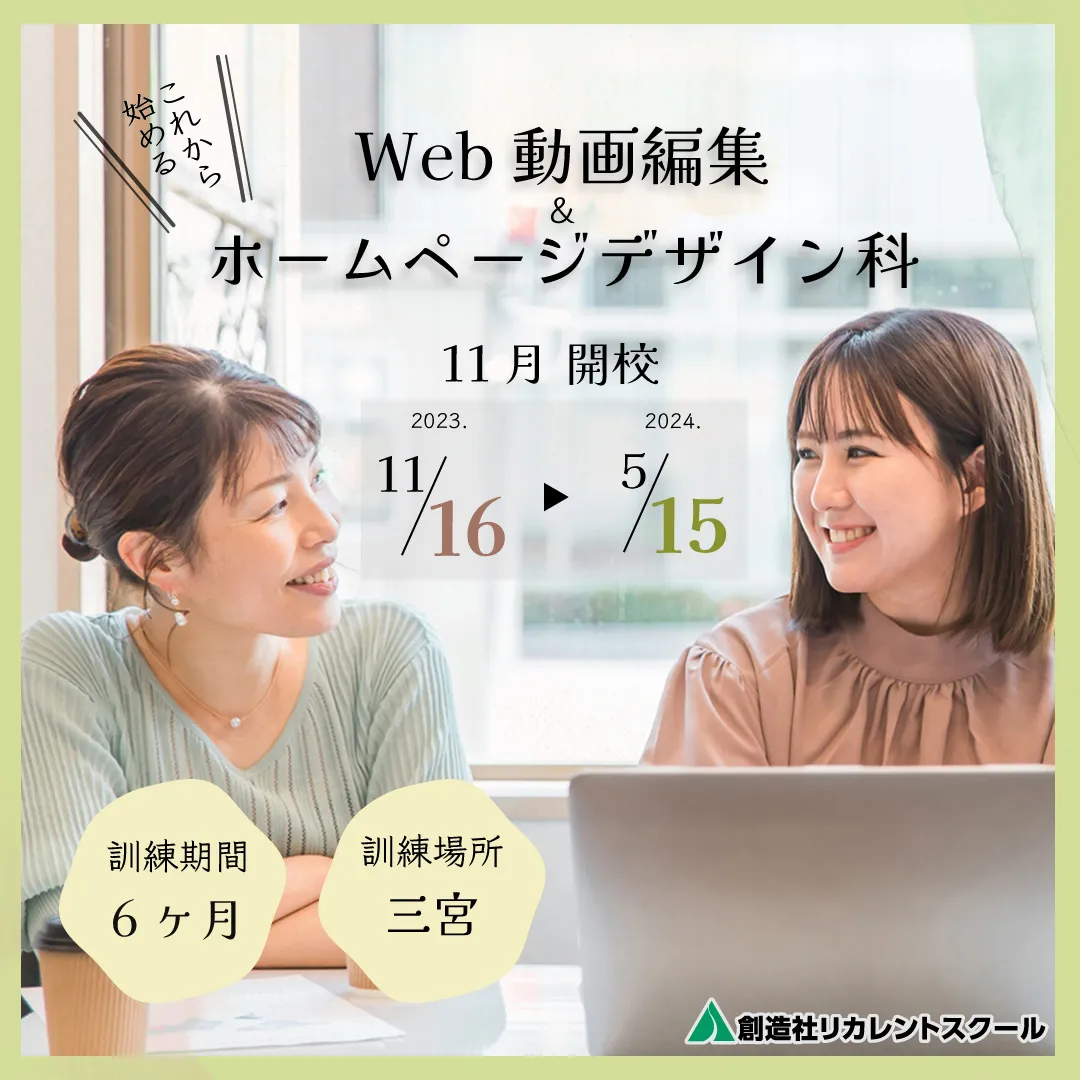 これから
始める
Web 動画編集
&
ホームページデザイン科
11月 開校
2023.
11/16
▶
2024.
5/15
訓練期間
6ヶ月
訓練場所
三宮
創造社リカレントスクール